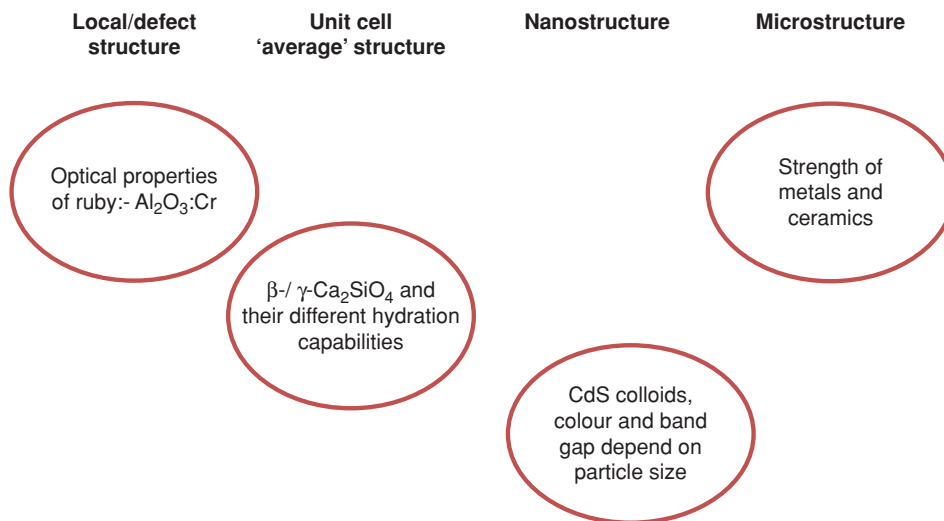 Local/defect
structure
Unit cell
‘average’ structure
Nanostructure
Microstructure
Optical properties
of ruby:- Al₂O₃:Cr
β-/ γ-Ca₂SiO₄ and
their different hydration
capabilities
CdS colloids,
colour and band
gap depend on
particle size
Strength of
metals and
ceramics